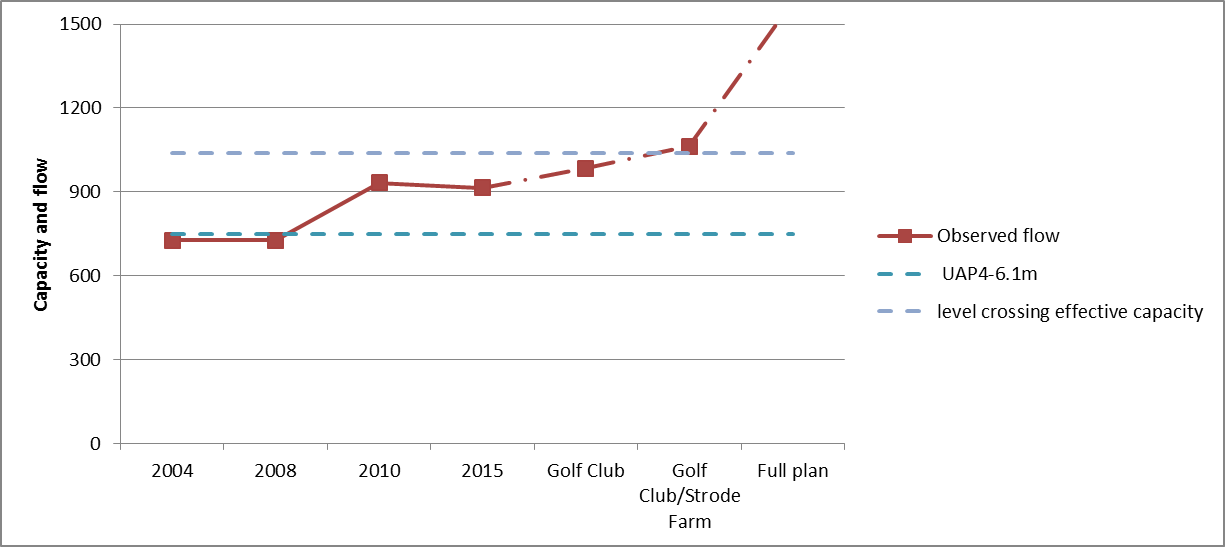 1500
1200
900
600
300
0
Capacity and flow
2004 2008 2010 2015 Golf Club Golf Full plan
Club/Strode
Farm
Observed flow
UAP4-6.1m
level crossing effective capacity